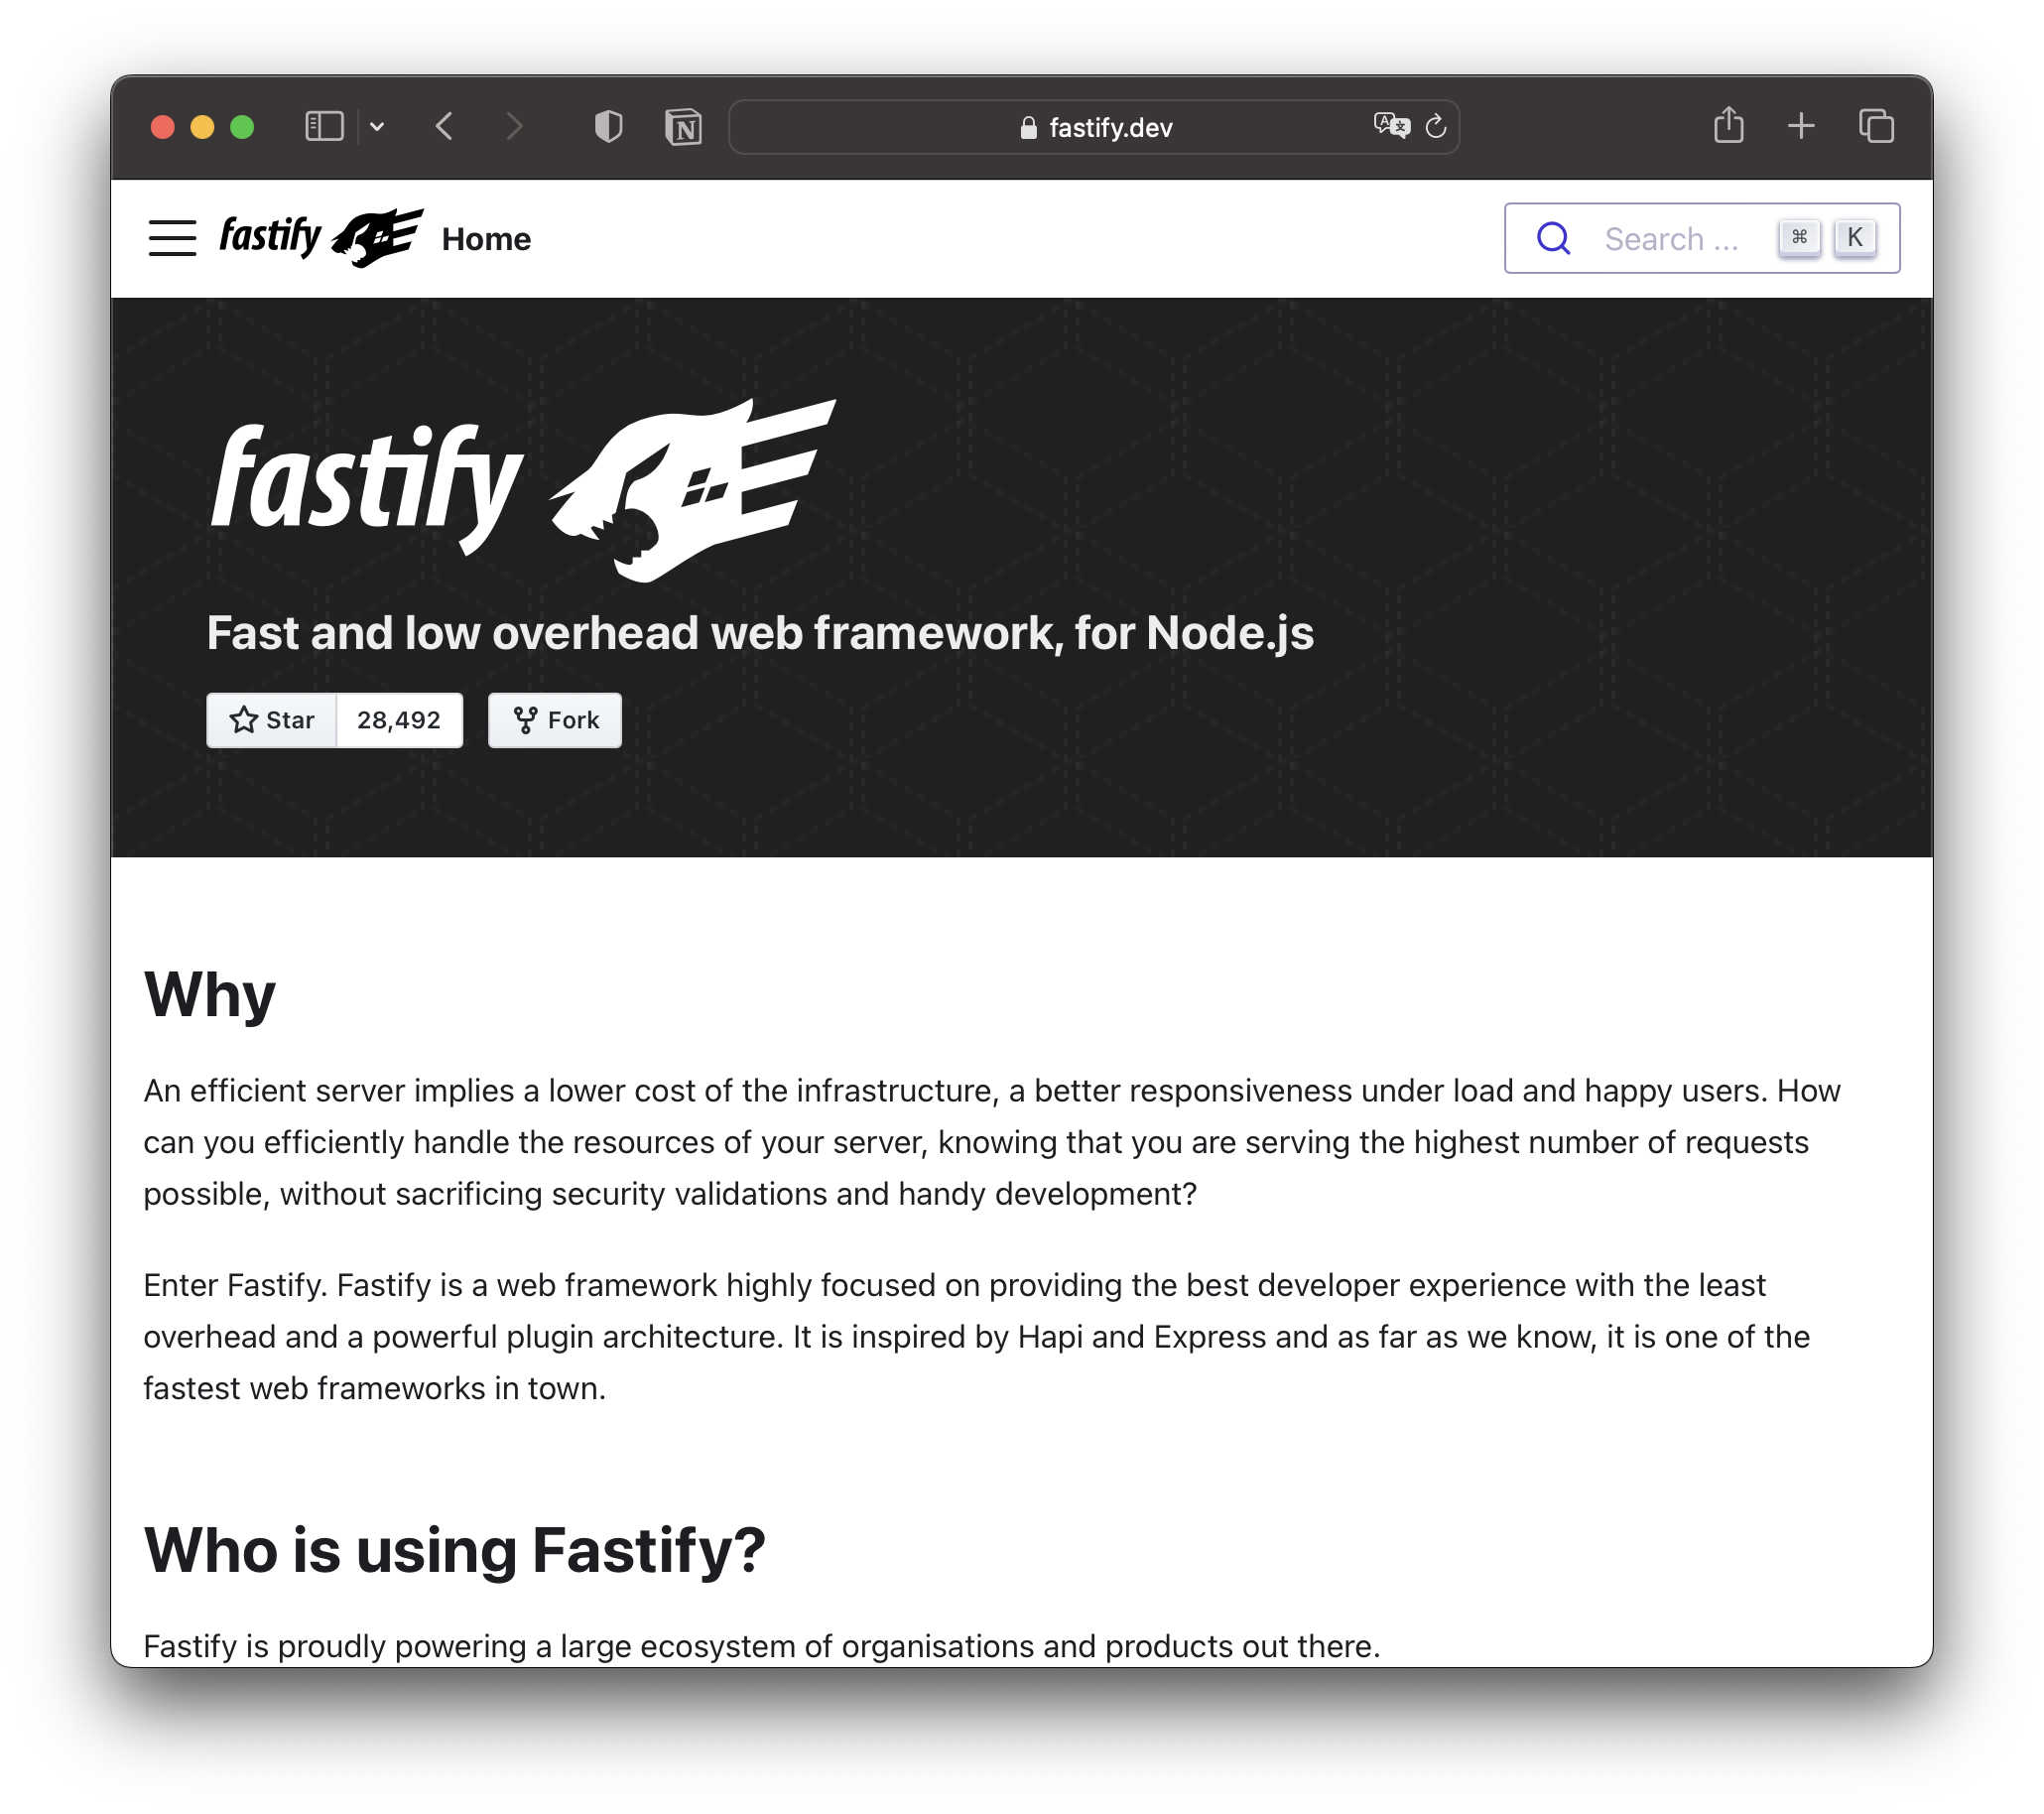 fastify.dev
fastify Home
Search ... ⌘ K
fastify
Fast and low overhead web framework, for Node.js
Star 28,492 Fork
Why
An efficient server implies a lower cost of the infrastructure, a better responsiveness under load and happy users. How
can you efficiently handle the resources of your server, knowing that you are serving the highest number of requests
possible, without sacrificing security validations and handy development?
Enter Fastify. Fastify is a web framework highly focused on providing the best developer experience with the least
overhead and a powerful plugin architecture. It is inspired by Hapi and Express and as far as we know, it is one of the
fastest web frameworks in town.
Who is using Fastify?
Fastify is proudly powering a large ecosystem of organisations and products out there.